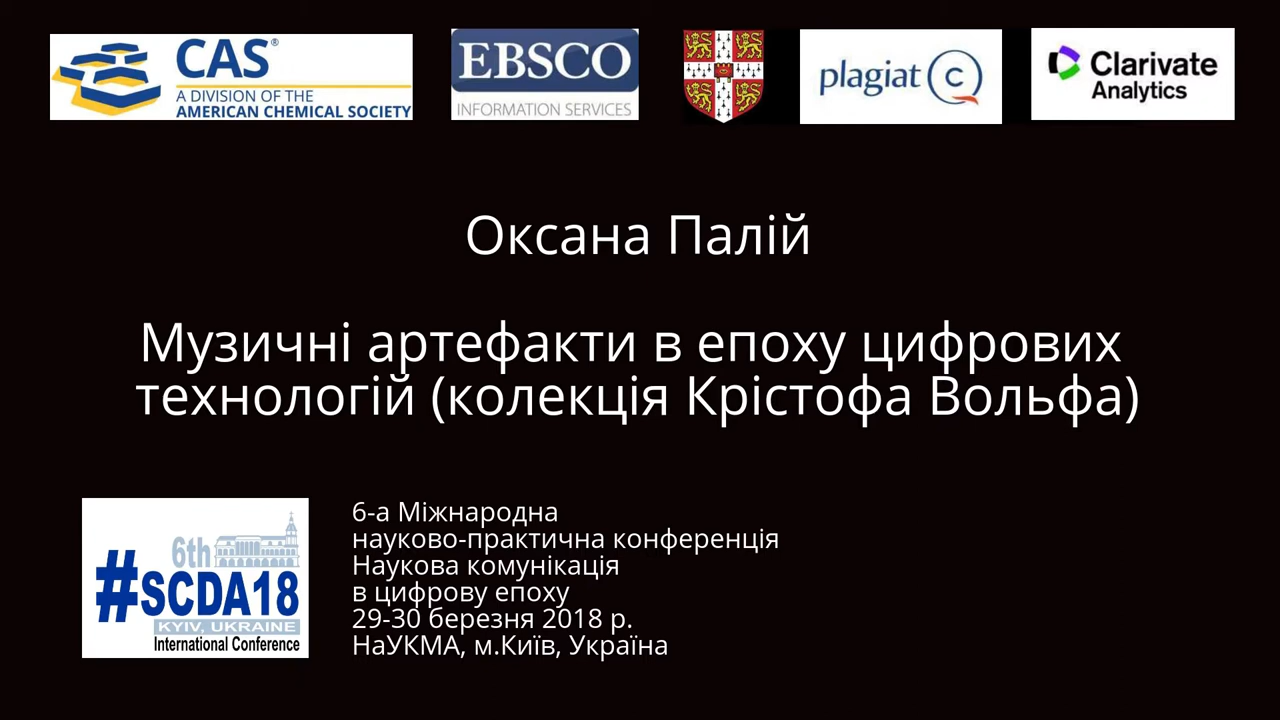 CAS®
A DIVISION OF THE
AMERICAN CHEMICAL SOCIETY
EBSCO
INFORMATION SERVICES
plagiat C
Clarivate
Analytics
Оксана Палій
Музичні артефакти в епоху цифрових
технологій (колекція Крістофа Вольфа)
6th
#SCDA18
KYIV, UKRAINE
International Conference
6-а Міжнародна
науково-практична конференція
Наукова комунікація
в цифрову епоху
29-30 березня 2018 р.
НаУКМА, м.Київ, Україна